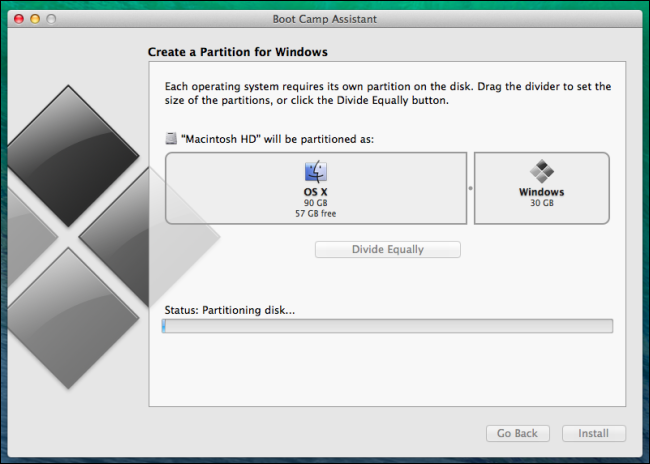 Boot Camp Assistant
Create a Partition for Windows
Each operating system requires its own partition on the disk. Drag the divider to set the
size of the partitions, or click the Divide Equally button.
"Macintosh HD" will be partitioned as:
OS X
90 GB
57 GB free
Windows
30 GB
Divide Equally
Status: Partitioning disk...
Go Back
Install